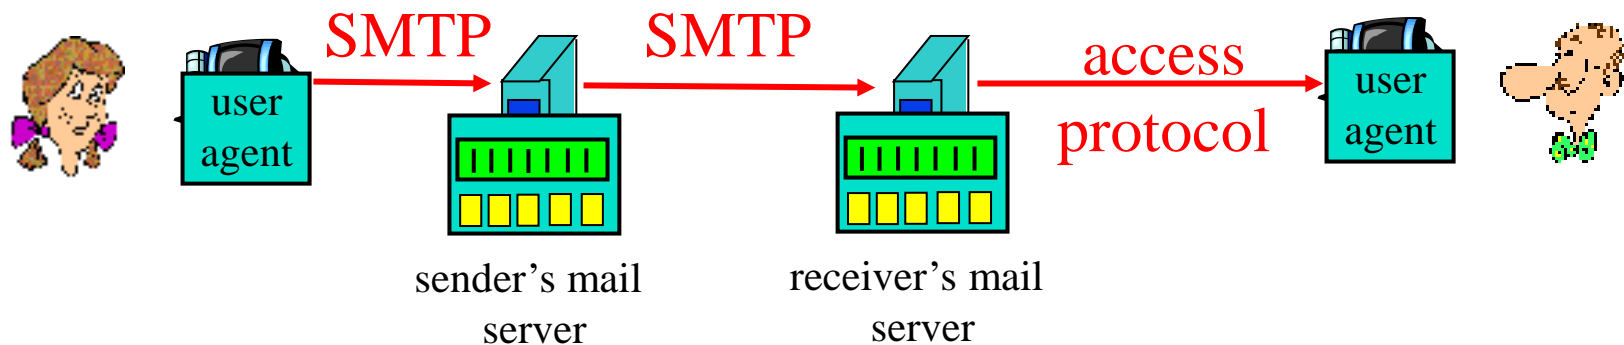 SMTP
SMTP
access
protocol
user
agent
user
agent
sender’s mail
server
receiver’s mail
server